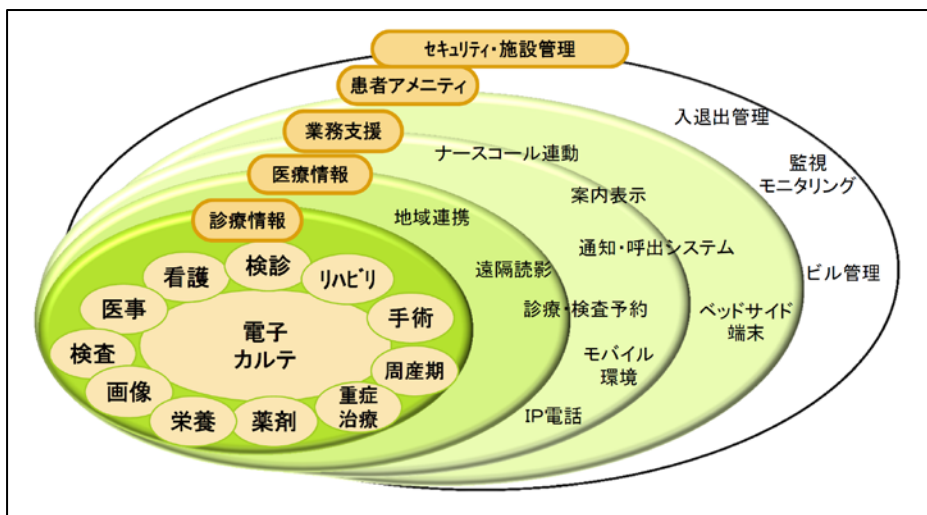 セキュリティ・施設管理
患者アメニティ
業務支援
医療情報
診療情報
入退出管理
監視
モニタリング
ビル管理
ナースコール連動
案内表示
通知・呼出システム
ベッドサイド
端末
地域連携
遠隔読影
診療・検査予約
モバイル
環境
IP電話
電子
カルテ
検診
リハビリ
手術
周産期
重症
治療
薬剤
栄養
画像
検査
医事
看護